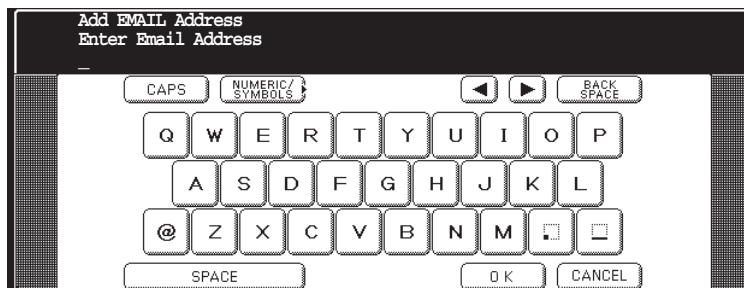 Add EMAIL Address
Enter Email Address
_
CAPS NUMERIC/ SYMBOLS ◀ ▶ BACK SPACE
Q W E R T Y U I O P
A S D F G H J K L
@ Z X C V B N M . _
SPACE OK CANCEL